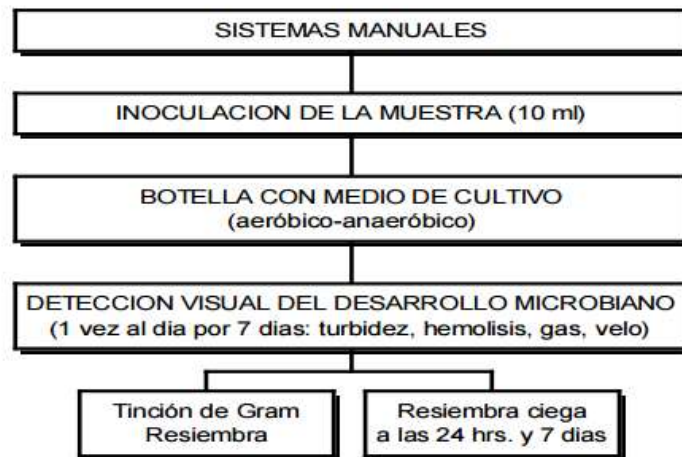 SISTEMAS MANUALES
INOCULACION DE LA MUESTRA (10 ml)
BOTELLA CON MEDIO DE CULTIVO
(aeróbico-anaeróbico)
DETECCION VISUAL DEL DESARROLLO MICROBIANO
(1 vez al dia por 7 dias: turbidez, hemolisis, gas, velo)
Tinción de Gram
Resiembra
Resiembra ciega
a las 24 hrs. y 7 dias